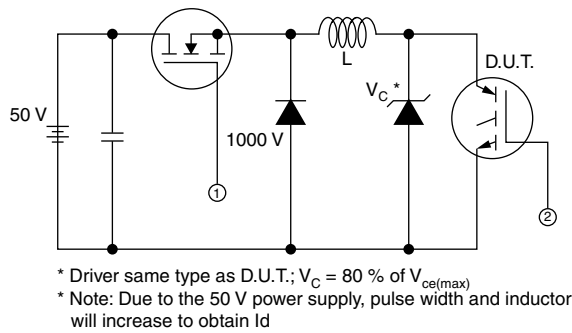 D.U.T.
L
V_C *
50 V
1000 V
①
②
* Driver same type as D.U.T.; V_C = 80 % of V_ce(max)
* Note: Due to the 50 V power supply, pulse width and inductor
will increase to obtain Id